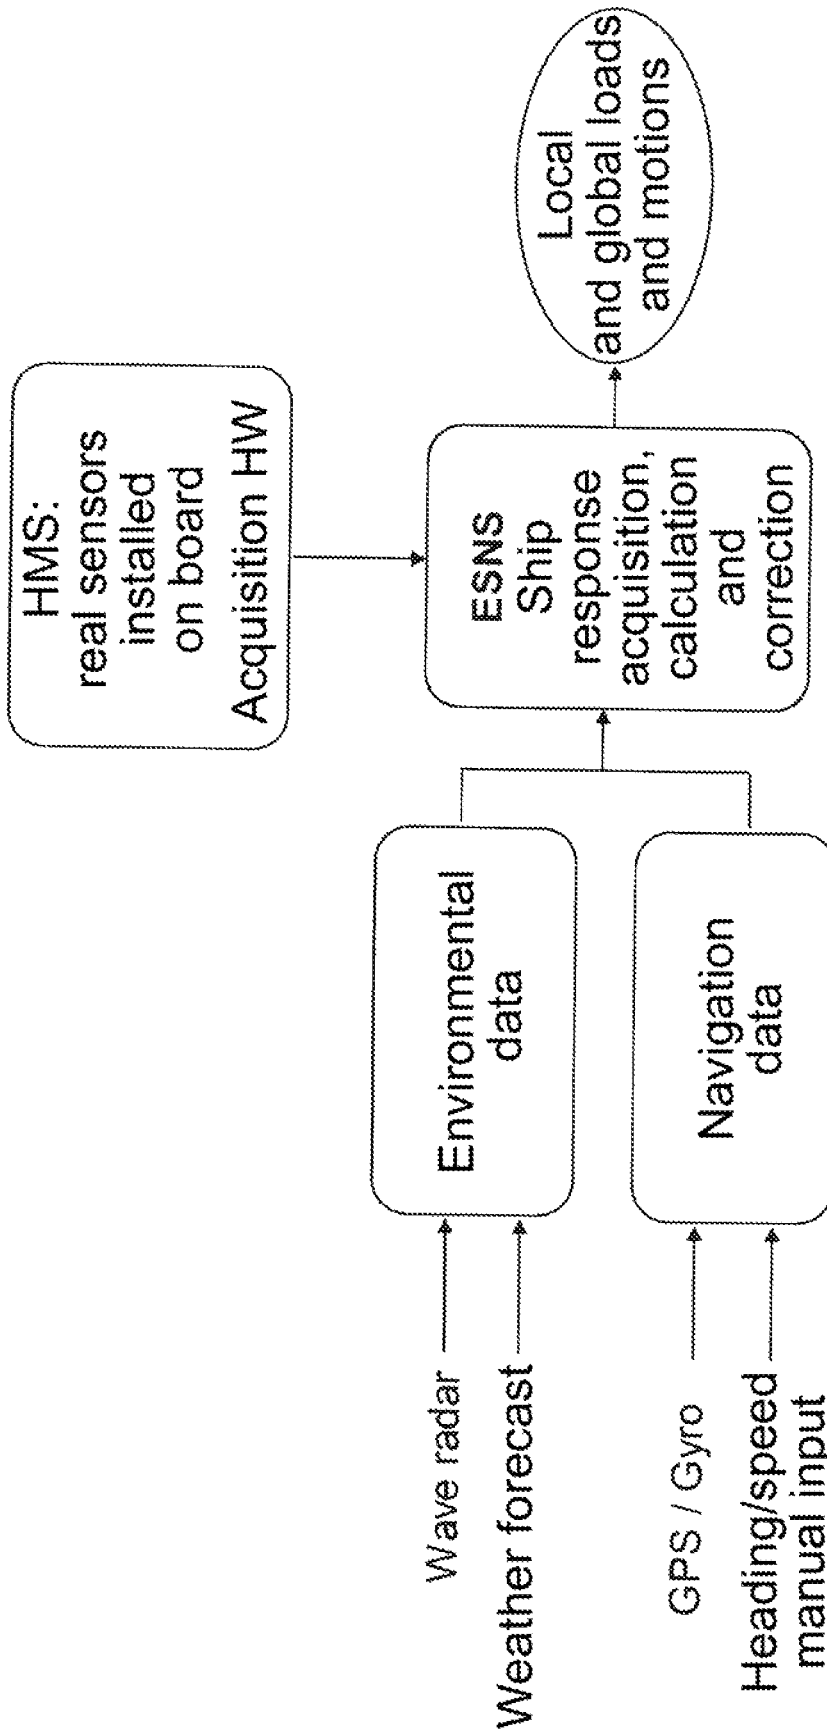 HMS:
real sensors
installed
on board
Acquisition HW
Wave radar
Weather forecast
Environmental
data
GPS / Gyro
Heading/speed
manual input
Navigation
data
ESNS
Ship
response
acquisition,
calculation
and
correction
Local
and global loads
and motions